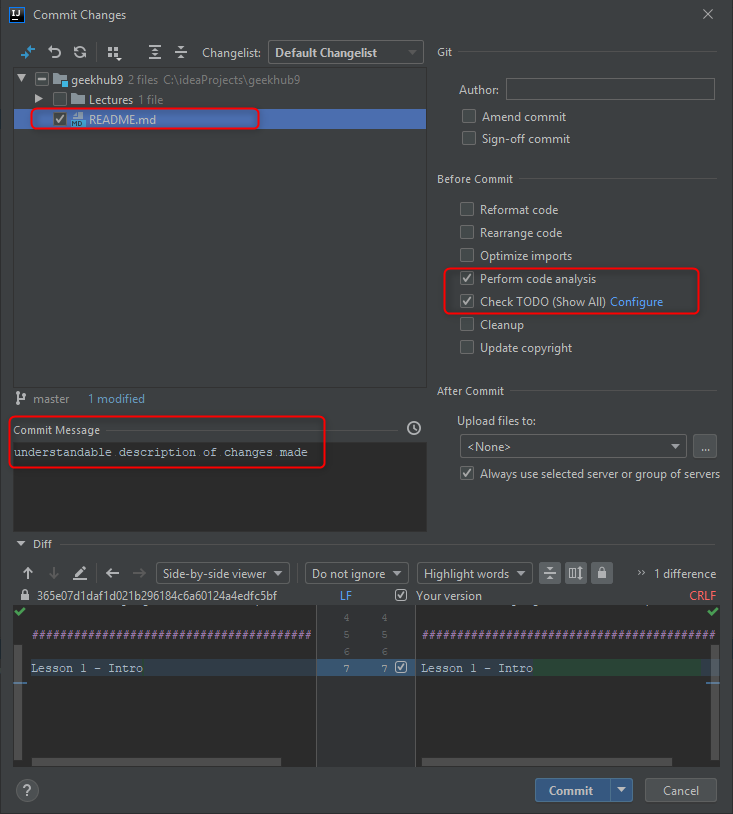 Commit Changes
Changelist: Default Changelist
geekhub9 2 files C:\ideaProjects\geekhub9
Lectures 1 file
MD README.md
master 1 modified
Commit Message
understandable description of changes made
Git
Author:
Amend commit
Sign-off commit
Before Commit
Reformat code
Rearrange code
Optimize imports
Perform code analysis
Check TODO (Show All) Configure
Cleanup
Update copyright
After Commit
Upload files to:
<None> ...
Always use selected server or group of servers
Diff
Side-by-side viewer Do not ignore Highlight words 1 difference
365e07d1daf1d021b296184c6a60124a4edfc5bf LF Your version CRLF
4 4
######################################## 5 5 ##########################################
6 6
Lesson 1 - Intro 7 7 Lesson 1 - Intro
? Commit Cancel